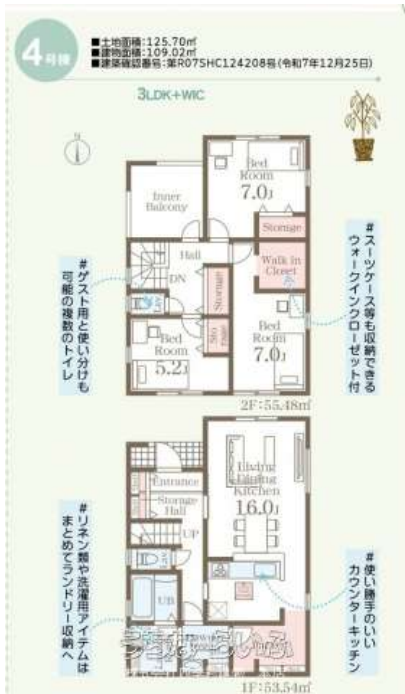 4号棟
■土地面積:125.70㎡
■建物面積:109.02㎡
■建築確認番号:第R07SHC124208号(令和7年12月25日)
3LDK+WIC
Bed
Room
7.0J
Inner
Balcony
Storage
Hall
DN
Storage
Walk in
Closet
Lav
Bed
Room
5.2J
Sto
rage
Bed
Room
7.0J
2F:55.48㎡
#ゲスト用と使い分けも
可能の複数のトイレ
#スーツケース等も収納できる
ウォークインクローゼット付
Entrance
Storage
Hall
UP
Lav
UB
Living
Dining
Kitchen
16.0J
1F:53.54㎡
#リネン類や洗濯用アイテムは
まとめてランドリー収納へ
#使い勝手のいい
カウンターキッチン